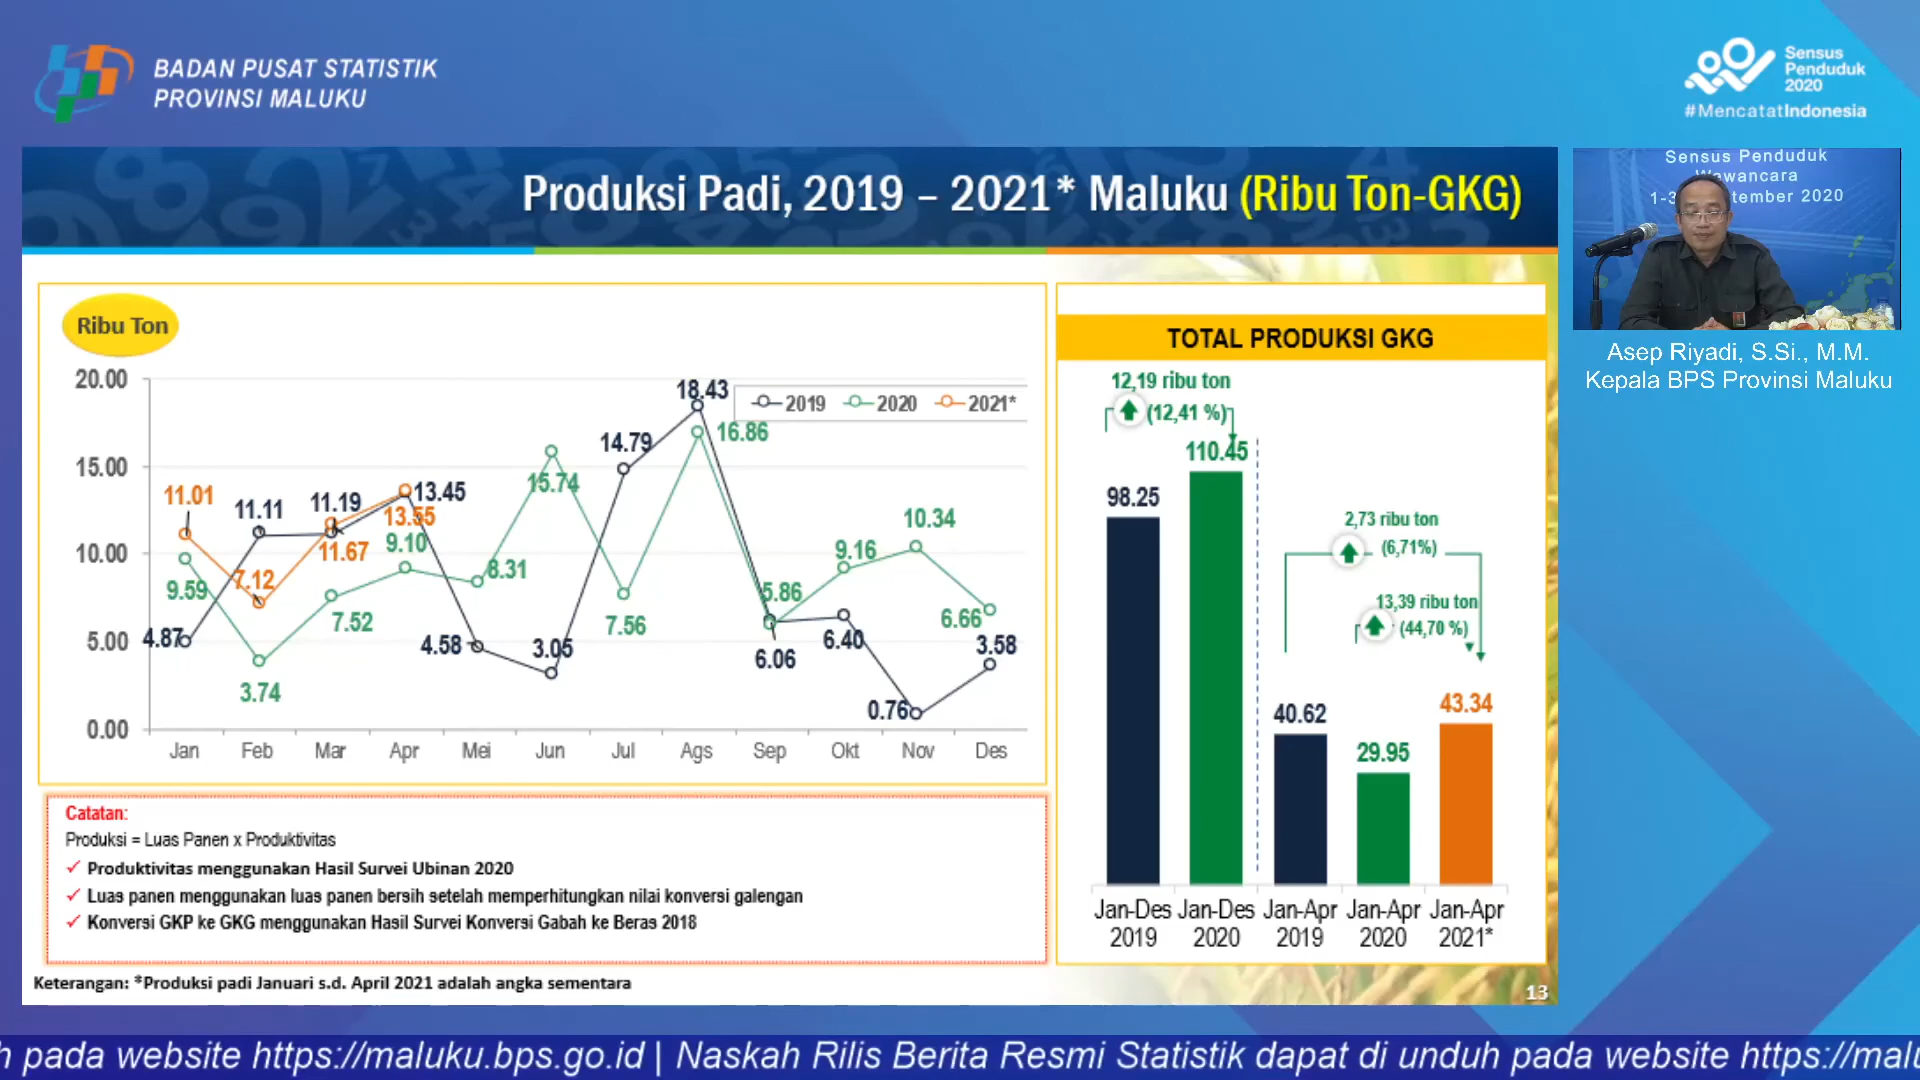 BADAN PUSAT STATISTIK
PROVINSI MALUKU
Sensus
Penduduk
2020
#MencatatIndonesia
Produksi Padi, 2019 – 2021* Maluku (Ribu Ton-GKG)
Ribu Ton
20.00
15.00
10.00
5.00
0.00
2019 2020 2021*
11.01
9.59
4.87
11.11
7.12
3.74
11.19
11.67
7.52
13.45
13.55
9.10
8.31
4.58
15.74
3.05
14.79
7.56
18.43
16.86
5.86
6.06
9.16
6.40
10.34
0.76
6.66
3.58
Jan Feb Mar Apr Mei Jun Jul Ags Sep Okt Nov Des
Catatan:
Produksi = Luas Panen x Produktivitas
✓ Produktivitas menggunakan Hasil Survei Ubinan 2020
✓ Luas panen menggunakan luas panen bersih setelah memperhitungkan nilai konversi galengan
✓ Konversi GKP ke GKG menggunakan Hasil Survei Konversi Gabah ke Beras 2018
Keterangan: *Produksi padi Januari s.d. April 2021 adalah angka sementara
TOTAL PRODUKSI GKG
12,19 ribu ton
(12,41 %)
110.45
98.25
2,73 ribu ton
(6,71%)
13,39 ribu ton
(44,70 %)
40.62
29.95
43.34
Jan-Des Jan-Des Jan-Apr Jan-Apr Jan-Apr
2019 2020 2019 2020 2021*
13
Sensus Penduduk
Wawancara
2020
Asep Riyadi, S.Si., M.M.
Kepala BPS Provinsi Maluku
pada website https://maluku.bps.go.id | Naskah Rilis Berita Resmi Statistik dapat di unduh pada website